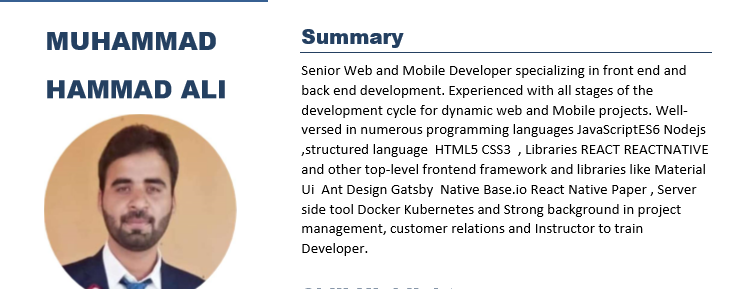 MUHAMMAD
HAMMAD ALI
Summary
Senior Web and Mobile Developer specializing in front end and
back end development. Experienced with all stages of the
development cycle for dynamic web and Mobile projects. Well-
versed in numerous programming languages JavaScriptES6 Nodejs
,structured language  HTML5 CSS3  , Libraries REACT REACTNATIVE
and other top-level frontend framework and libraries like Material
Ui  Ant Design Gatsby  Native Base.io React Native Paper , Server
side tool Docker Kubernetes and Strong background in project
management, customer relations and Instructor to train
Developer.